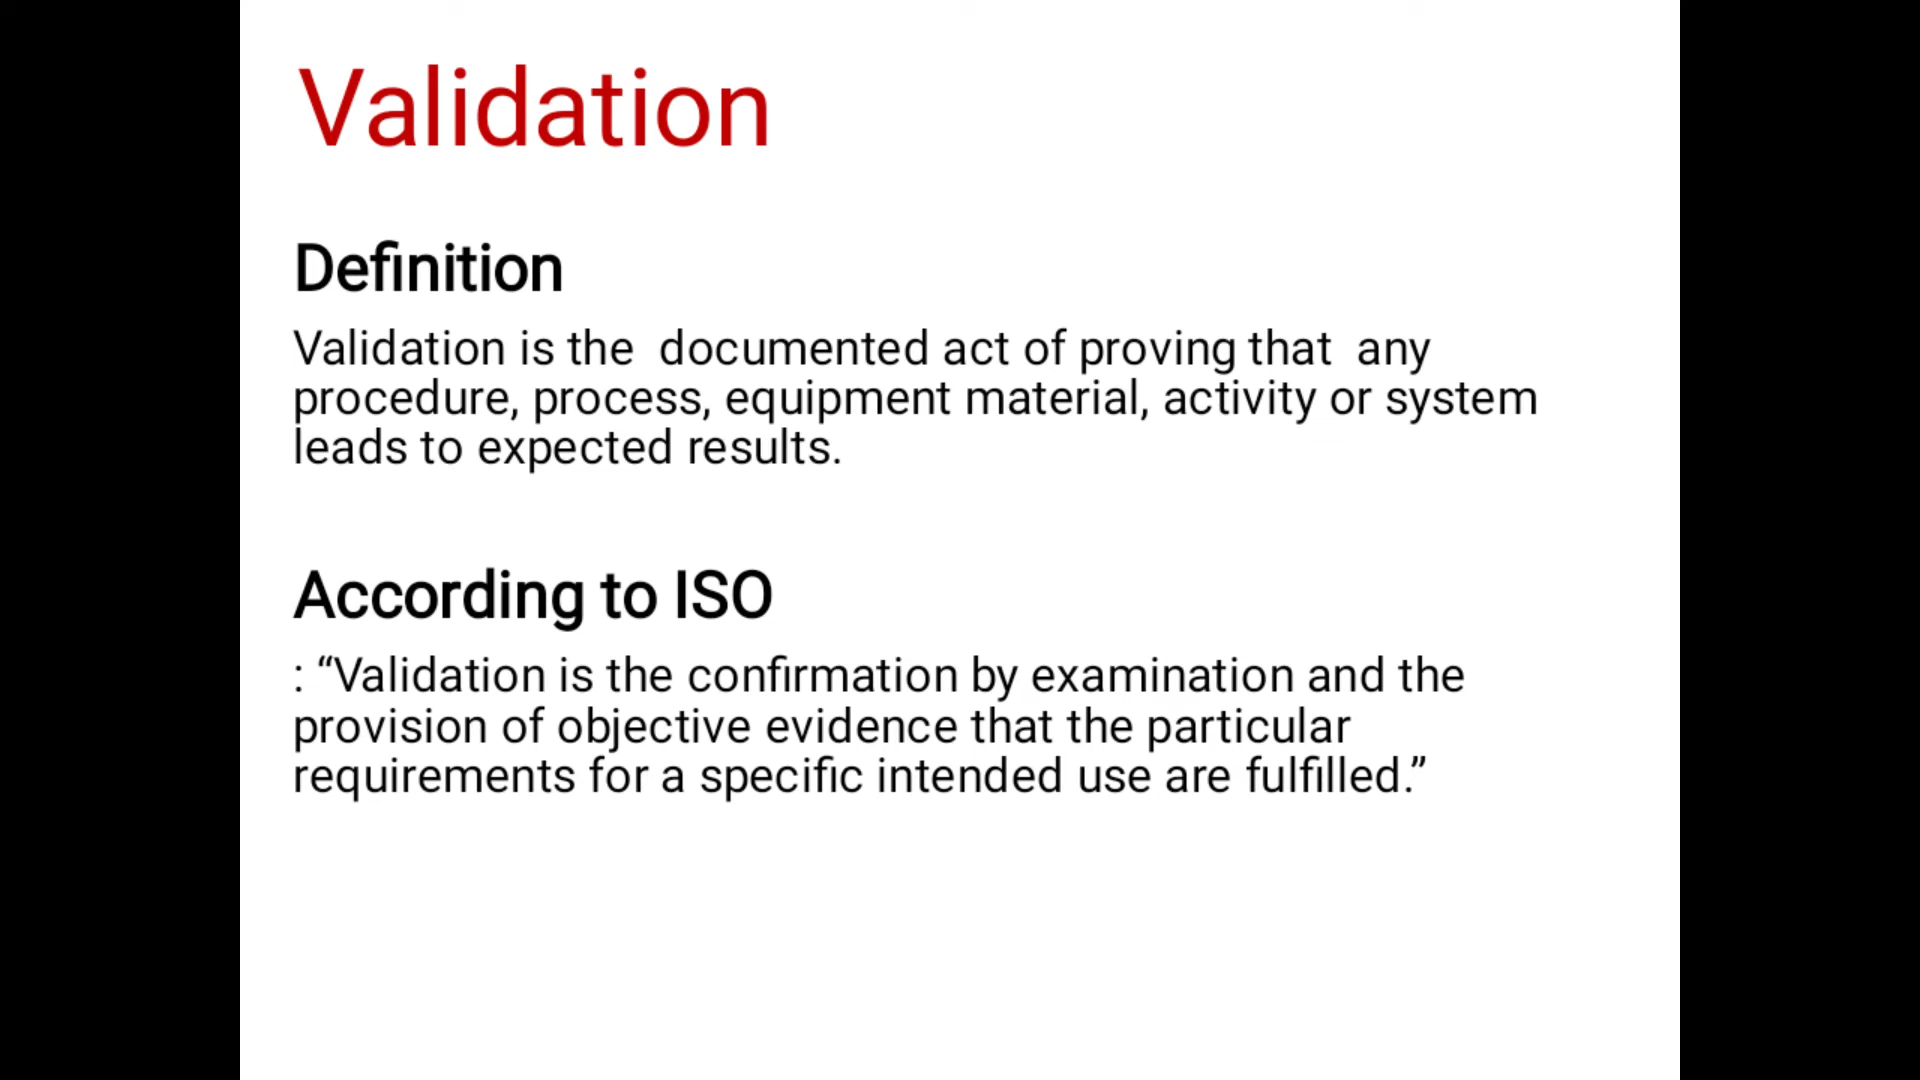 Validation
Definition
Validation is the  documented act of proving that  any
procedure, process, equipment material, activity or system
leads to expected results.
According to ISO
: “Validation is the confirmation by examination and the
provision of objective evidence that the particular
requirements for a specific intended use are fulfilled.”